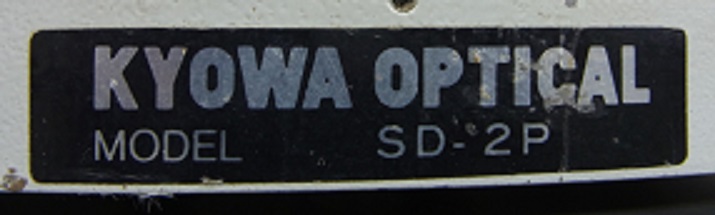 KYOWA OPTICAL
MODEL SD-2P